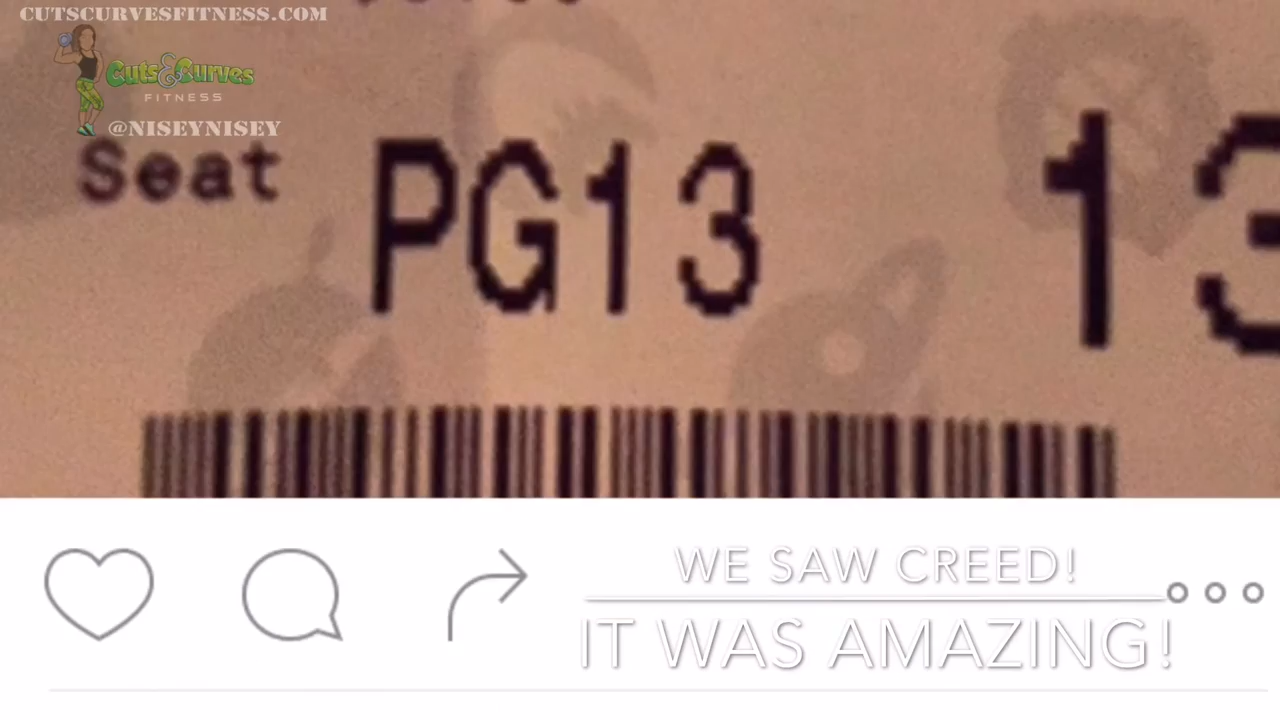 CUTSCURVESFITNESS.COM
Cuts&Curves
FITNESS
@NISEYNISEY
Seat PG13 13
WE SAW CREED!
IT WAS AMAZING!